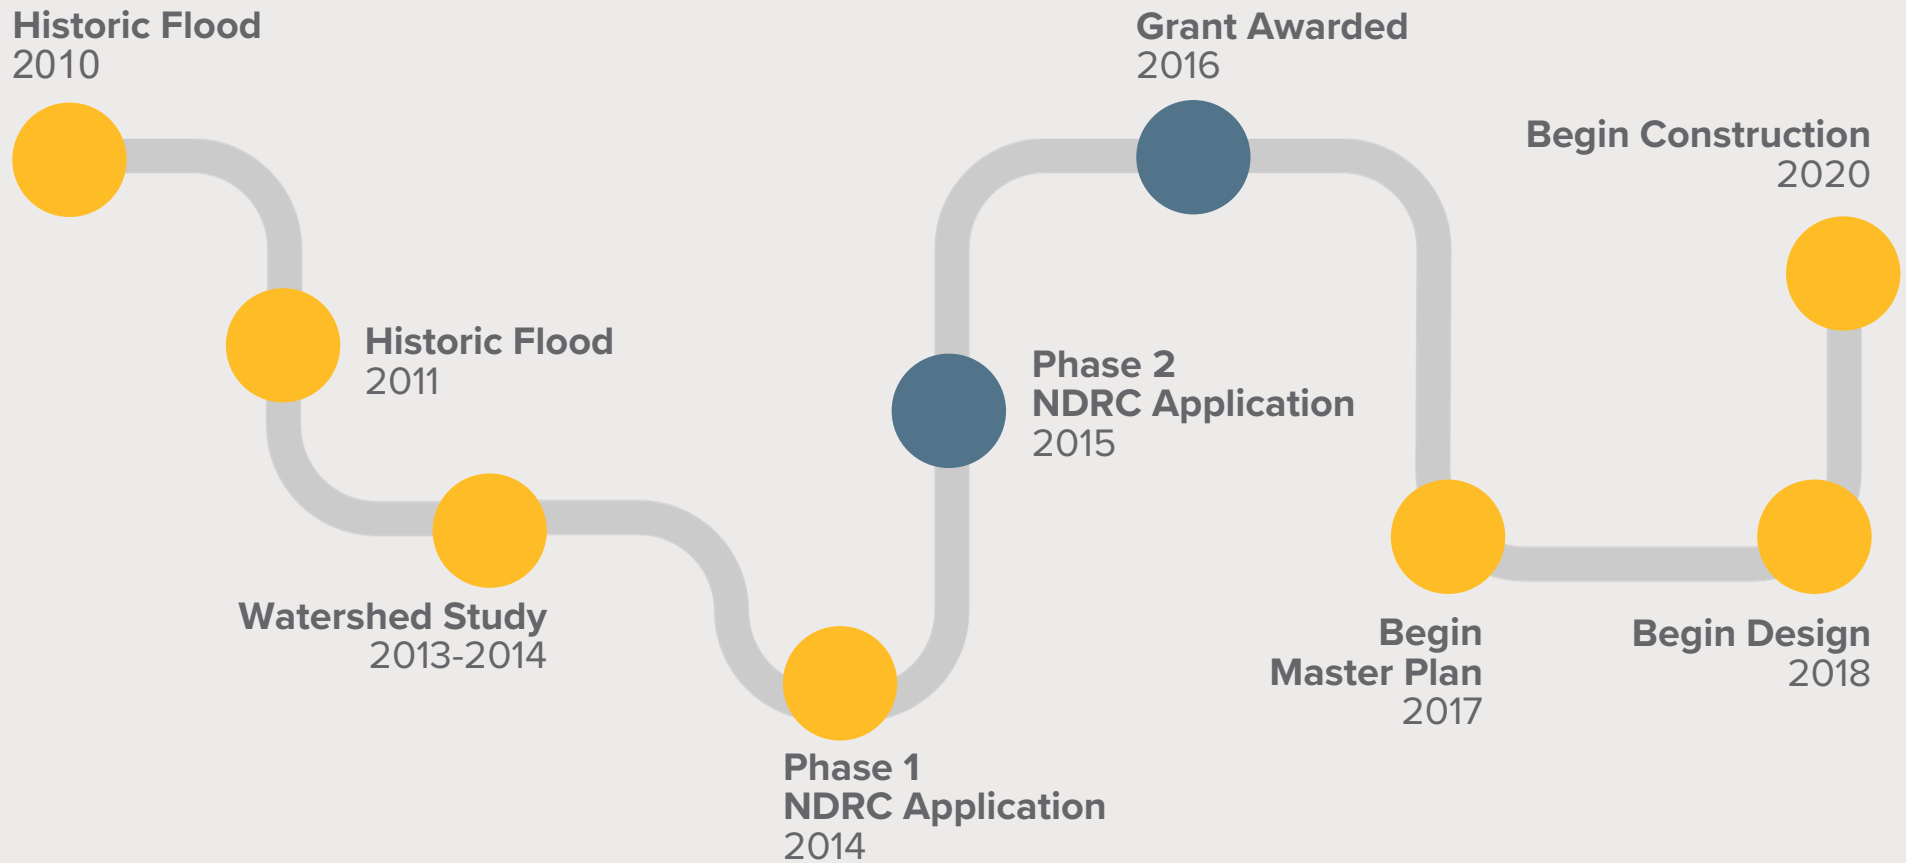 Historic Flood
2010
Historic Flood
2011
Watershed Study
2013-2014
Phase 1
NDRC Application
2014
Phase 2
NDRC Application
2015
Grant Awarded
2016
Begin
Master Plan
2017
Begin Design
2018
Begin Construction
2020